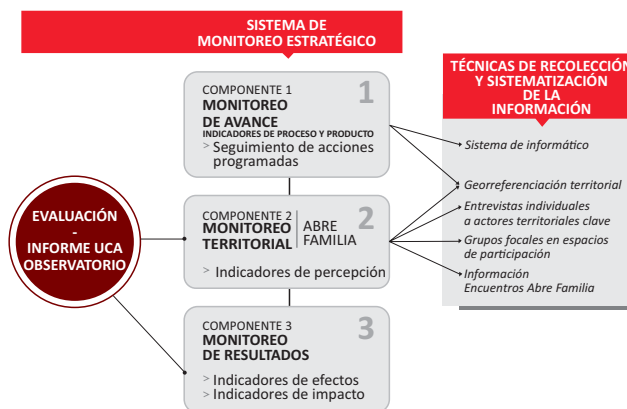 SISTEMA DE
MONITOREO ESTRATÉGICO
COMPONENTE 1
1
MONITOREO
DE AVANCE
INDICADORES DE PROCESO Y PRODUCTO
> Seguimiento de acciones
programadas
COMPONENTE 2
2
MONITOREO
TERRITORIAL
ABRE
FAMILIA
> Indicadores de percepción
COMPONENTE 3
3
MONITOREO
DE RESULTADOS
> Indicadores de efectos
> Indicadores de impacto
EVALUACIÓN
-
INFORME UCA
OBSERVATORIO
TÉCNICAS DE RECOLECCIÓN
Y SISTEMATIZACIÓN
DE LA
INFORMACIÓN
Sistema de informático
Georreferenciación territorial
Entrevistas individuales
a actores territoriales clave
Grupos focales en espacios
de participación
Información
Encuentros Abre Familia